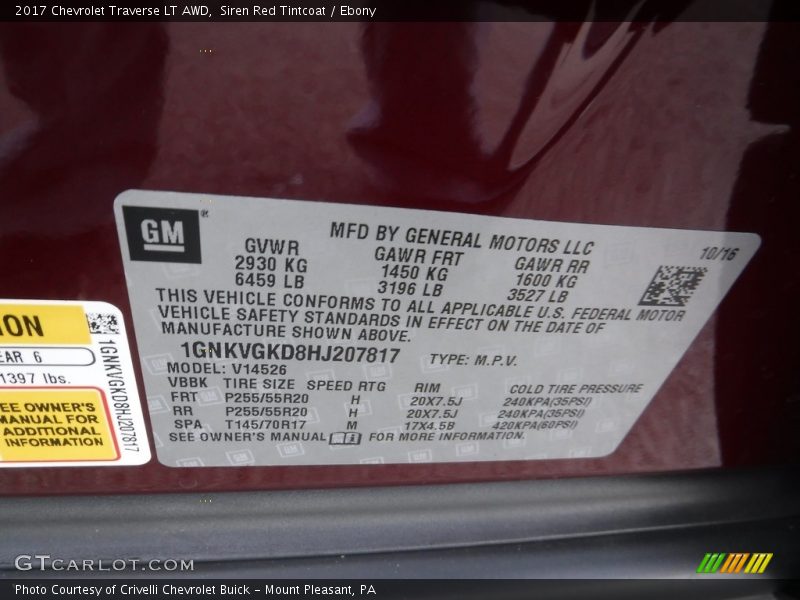 2017 Chevrolet Traverse LT AWD,  Siren Red Tintcoat / Ebony
GM®
MFD BY GENERAL MOTORS LLC
10/16
GVWR GAWR FRT GAWR RR
2930 KG 1450 KG 1600 KG
6459 LB 3196 LB 3527 LB
THIS VEHICLE CONFORMS TO ALL APPLICABLE U.S. FEDERAL MOTOR
VEHICLE SAFETY STANDARDS IN EFFECT ON THE DATE OF
MANUFACTURE SHOWN ABOVE.
1GNKVGKD8HJ207817 TYPE: M.P.V.
MODEL: V14526
VBBK TIRE SIZE SPEED RTG RIM COLD TIRE PRESSURE
FRT P255/55R20 H 20X7.5J 240KPA(35PSI)
RR P255/55R20 H 20X7.5J 240KPA(35PSI)
SPA T145/70R17 M 17X4.5B 420KPA(60PSI)
SEE OWNER'S MANUAL FOR MORE INFORMATION.
ION
EAR 6
1397 lbs.
EE OWNER'S
MANUAL FOR
ADDITIONAL
INFORMATION
1GNKVGKD8HJ207817
GTCARLOT.COM
Photo Courtesy of Crivelli Chevrolet Buick – Mount Pleasant, PA